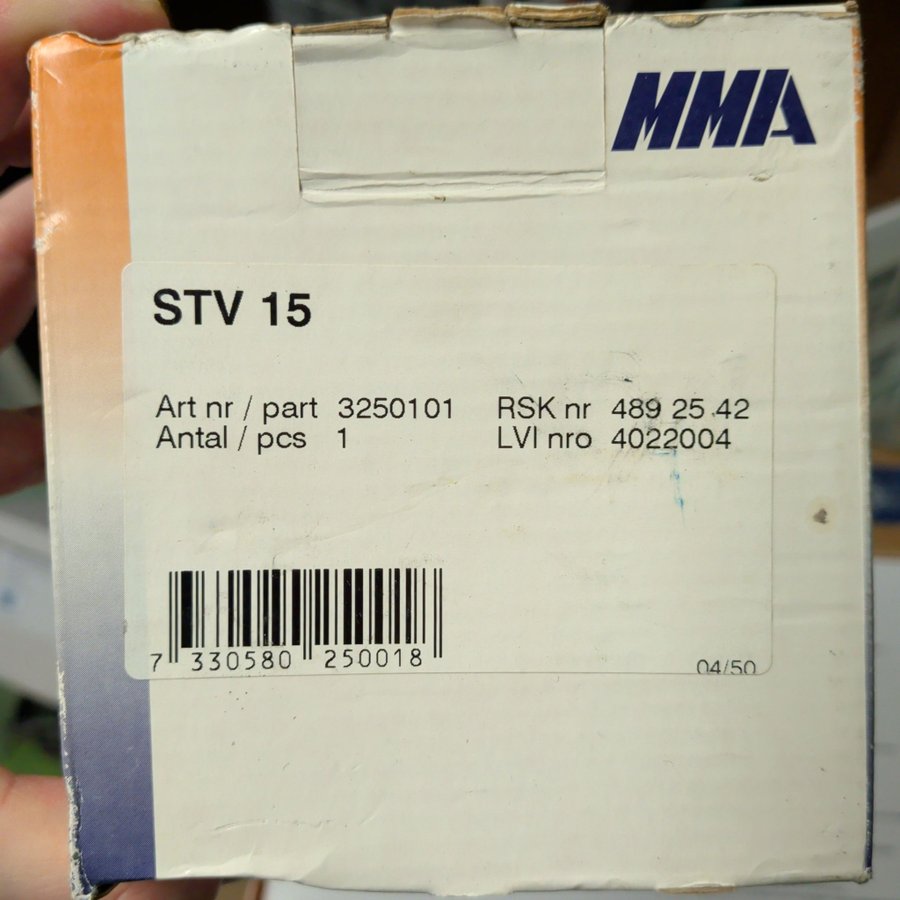 MMA
STV 15
Art nr / part 3250101 RSK nr 489 25 42
Antal / pcs 1 LVI nro 4022004
7 330580 250018
04/50